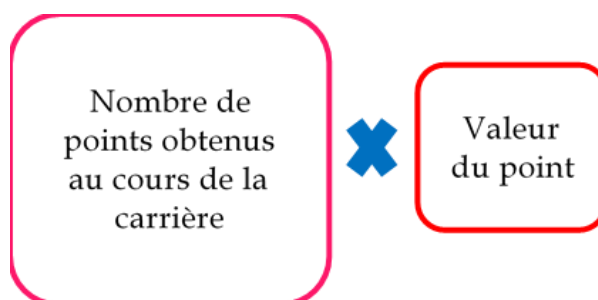 Nombre de
points obtenus
au cours de la
carrière
Valeur
du point